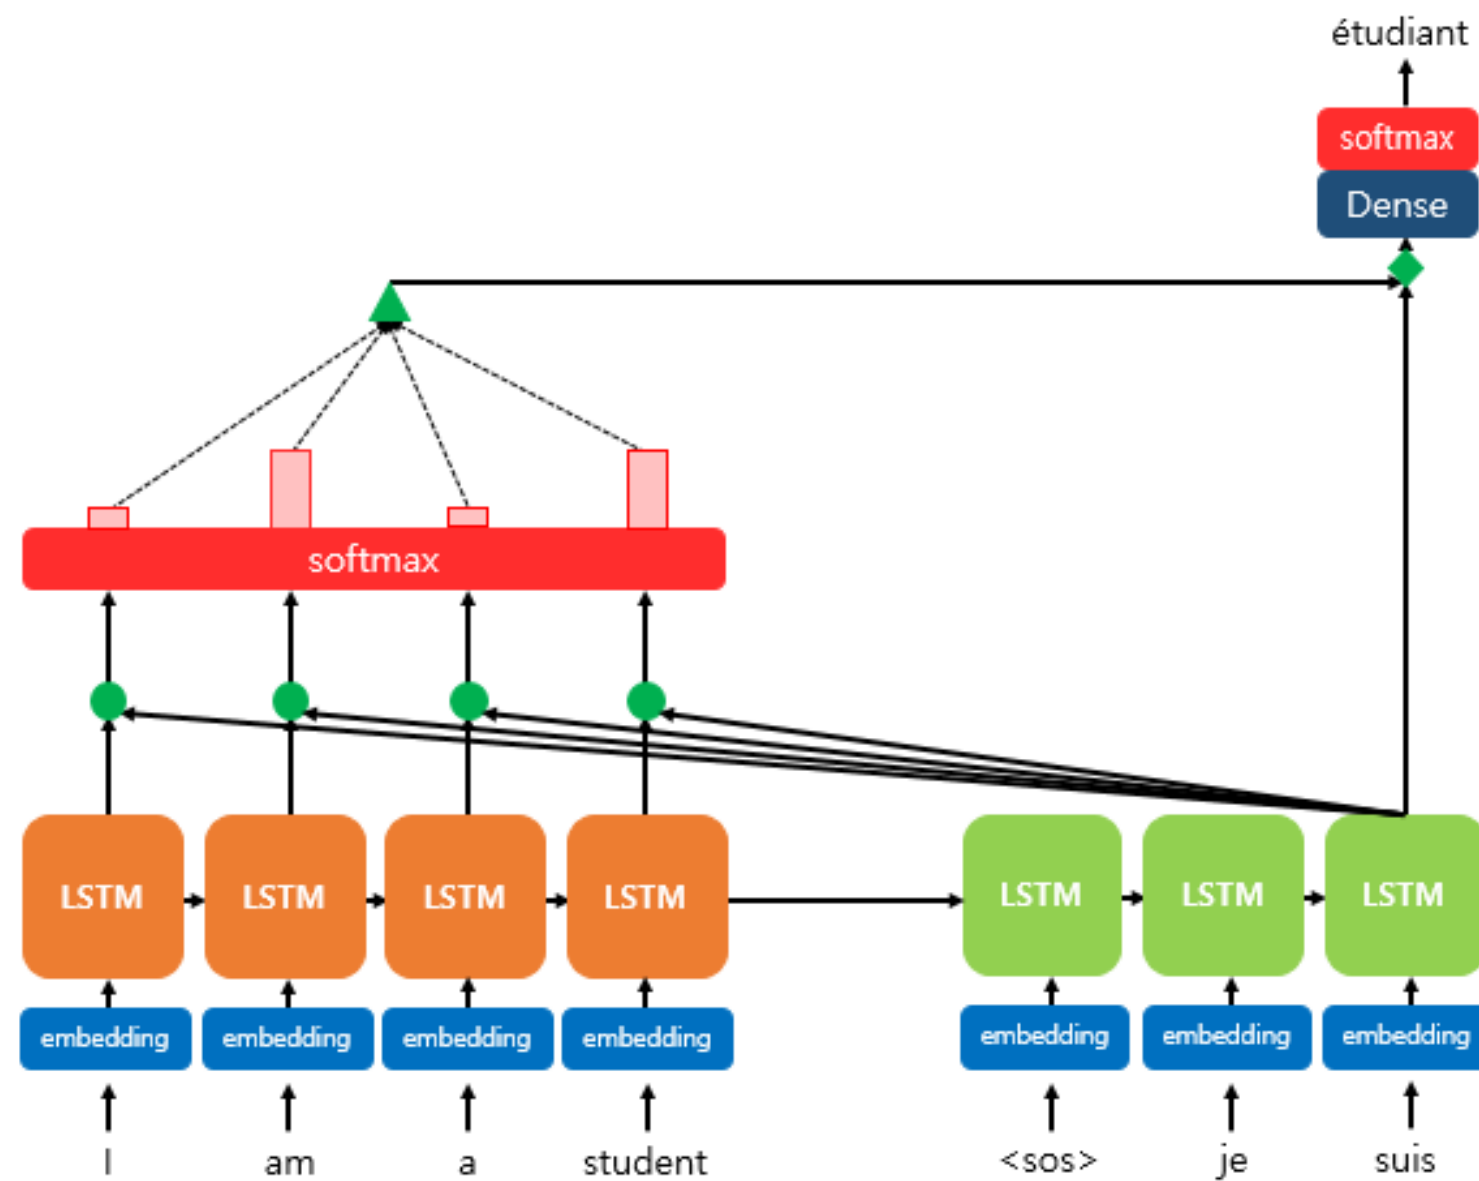 étudiant
softmax
Dense
softmax
LSTM LSTM LSTM LSTM LSTM LSTM LSTM
embedding embedding embedding embedding embedding embedding embedding
I am a student <sos> je suis